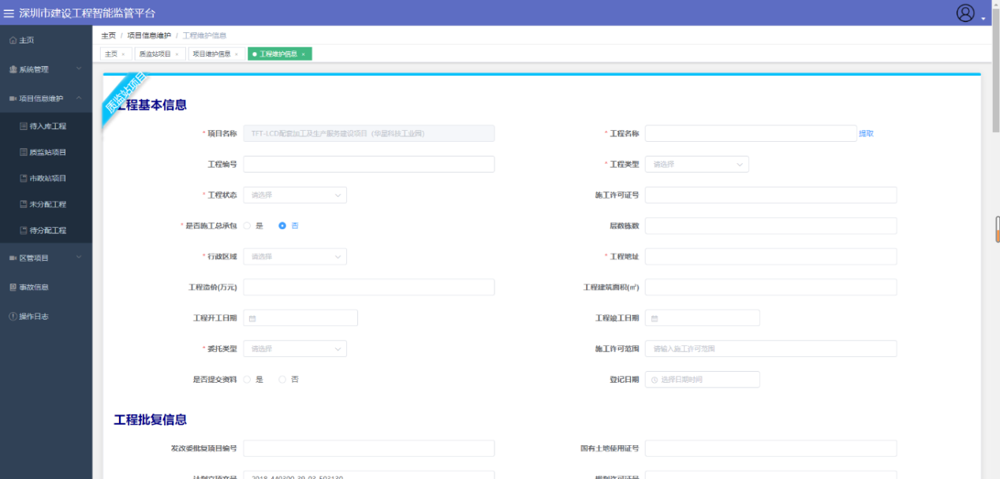 深圳市建设工程智能监管平台
主页 / 项目信息维护 / 工程维护信息
主页 × 质监站项目 × 项目维护信息 × 工程维护信息 ×
主页
系统管理
项目信息维护
待入库工程
质监站项目
市政站项目
未分配工程
待分配工程
区管项目
事故信息
操作日志
质监站项目
工程基本信息
* 项目名称 TFT-LCD配套加工及生产服务建设项目（华星科技工业园） * 工程名称 提取
工程编号 * 工程类型 请选择
* 工程状态 请选择 施工许可证号
* 是否施工总承包 是 否 层数栋数
* 行政区域 请选择 * 工程地址
工程造价(万元) 工程建筑面积(㎡)
工程开工日期 工程竣工日期
* 委托类型 请选择 施工许可范围 请输入施工许可范围
是否提交资料 是 否 登记日期 选择日期时间
工程批复信息
发改委批复项目编号 国有土地使用证号
计划立项文号 2018-440300-39-03-503130 规划许可证号